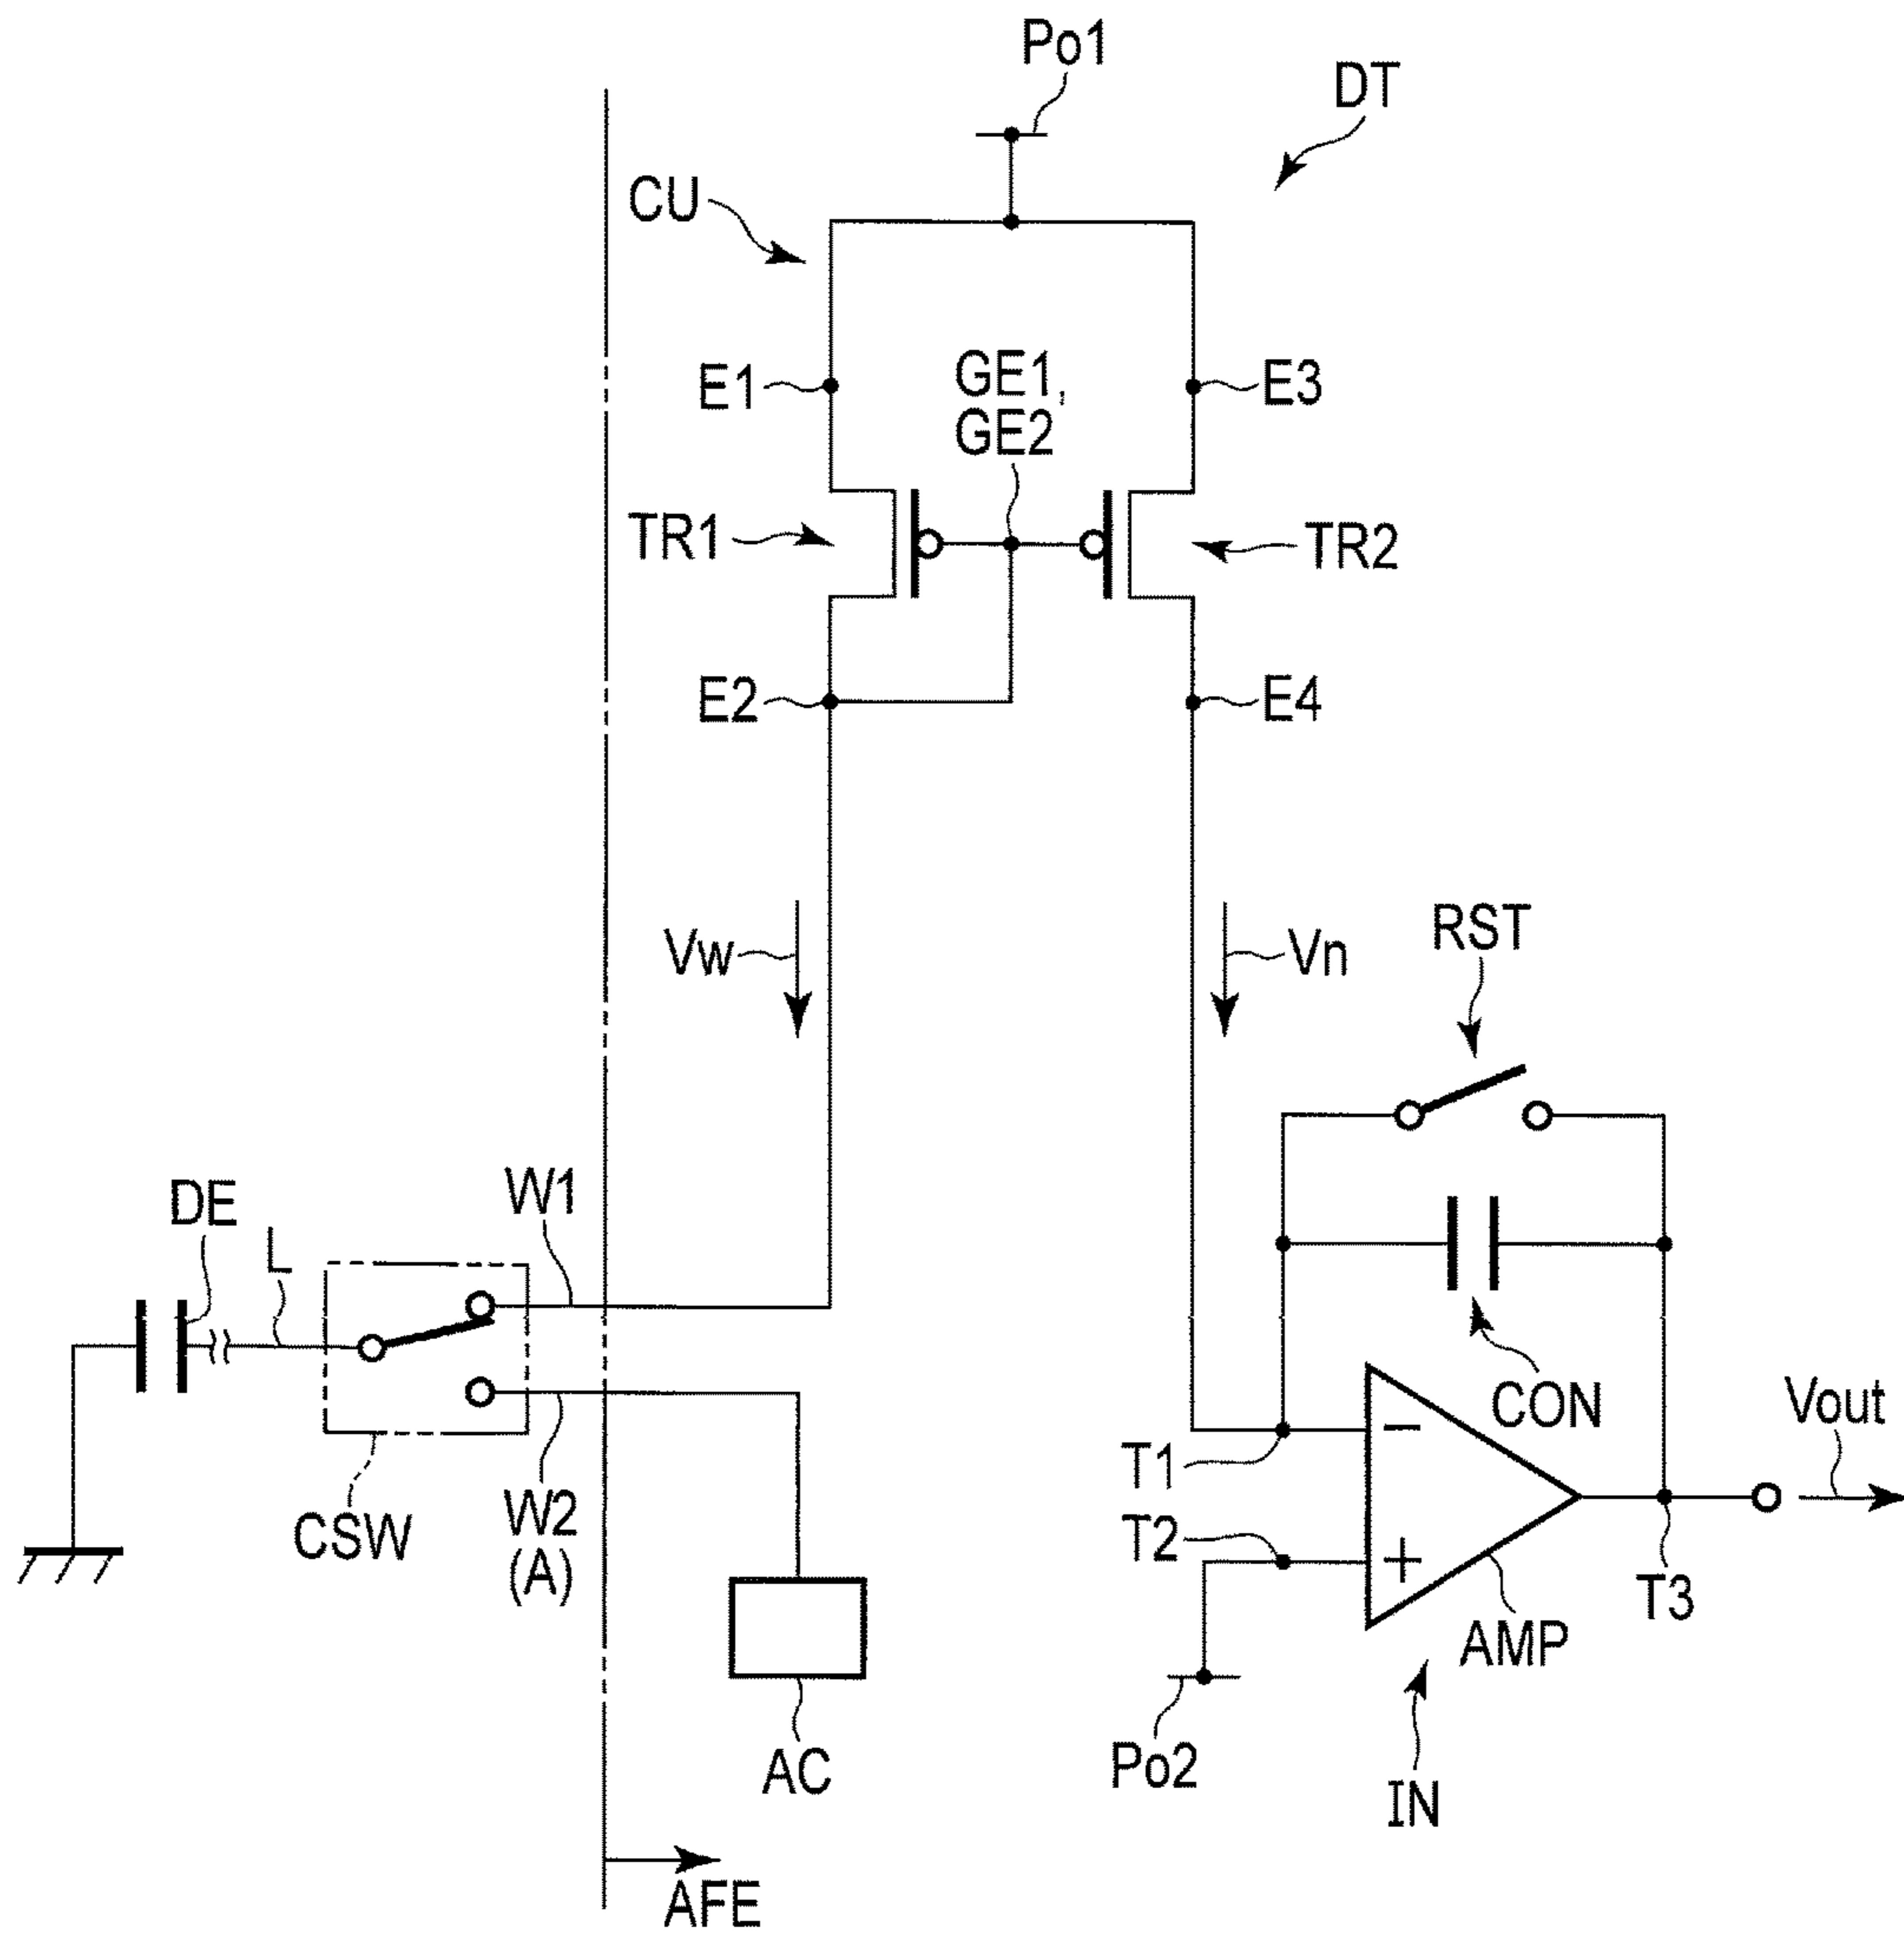 Po1
DT
CU
E1
GE1,
GE2
E3
TR1
TR2
E2
E4
Vw
Vn
RST
W1
DE
L
CON
Vout
T1
W2
(A)
CSW
T2
T3
AMP
AC
Po2
IN
AFE
−
+